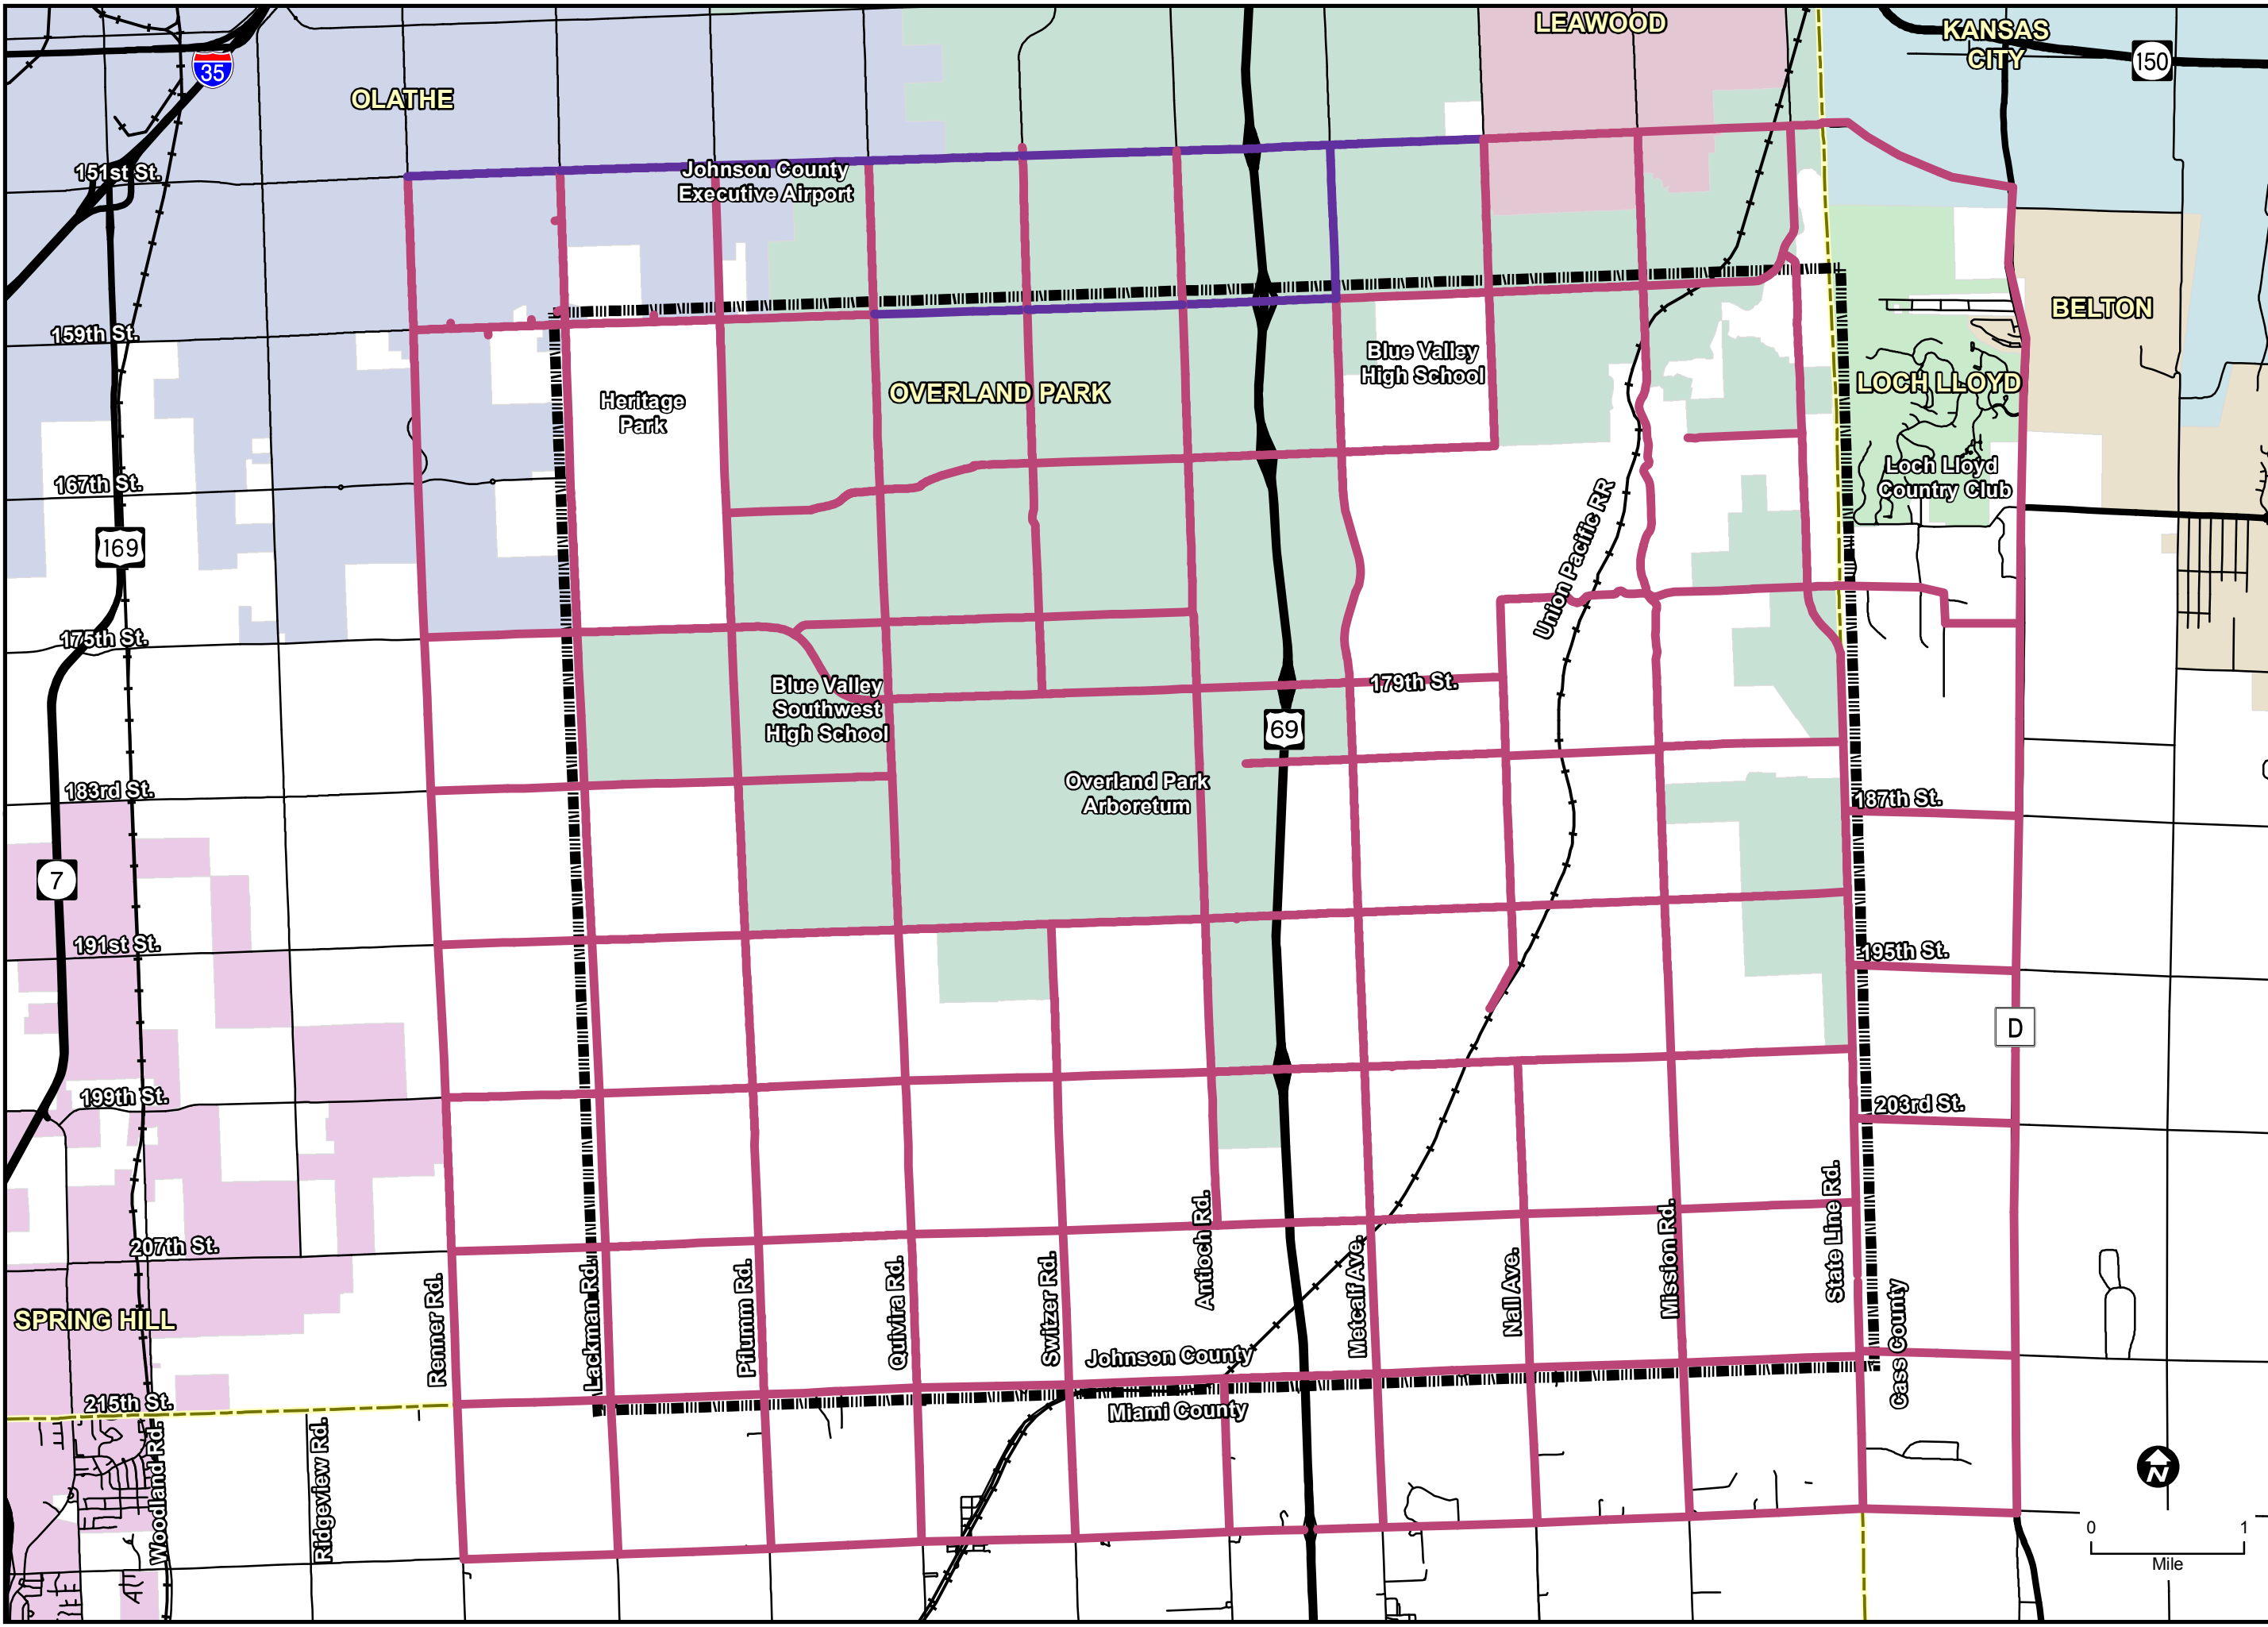 LEAWOOD
KANSAS
CITY
150
35
OLATHE
151st St.
Johnson County
Executive Airport
159th St.
BELTON
Blue Valley
High School
LOCH LLOYD
OVERLAND PARK
Heritage
Park
167th St.
Loch Lloyd
Country Club
Union Pacific RR
169
175th St.
179th St.
Blue Valley
Southwest
High School
69
Overland Park
Arboretum
183rd St.
187th St.
7
191st St.
195th St.
D
199th St.
203rd St.
207th St.
SPRING HILL
Renner Rd.
Lackman Rd.
Pflumm Rd.
Quivira Rd.
Switzer Rd.
Antioch Rd.
Metcalf Ave.
Nall Ave.
Mission Rd.
State Line Rd.
Cass County
Johnson County
Miami County
215th St.
Woodland Rd.
Ridgeview Rd.
N
0 1
Mile